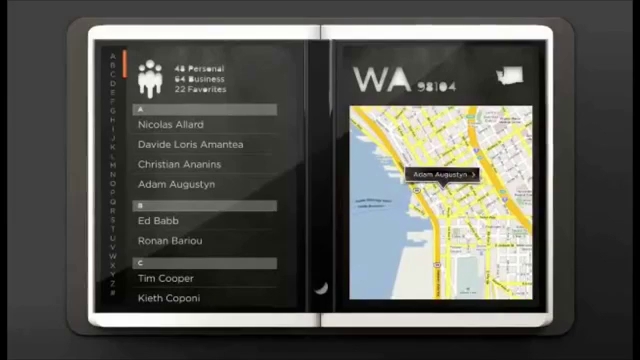 A
B
C
D
E
F
G
H
I
J
K
L
M
N
O
P
Q
R
S
T
U
V
W
X
Y
Z
#
48 Personal
64 Business
22 Favorites
A
Nicolas Allard
Davide Loris Amantea
Christian Ananins
Adam Augustyn
B
Ed Babb
Ronan Bariou
C
Tim Cooper
Kieth Coponi
WA 98104
Adam Augustyn